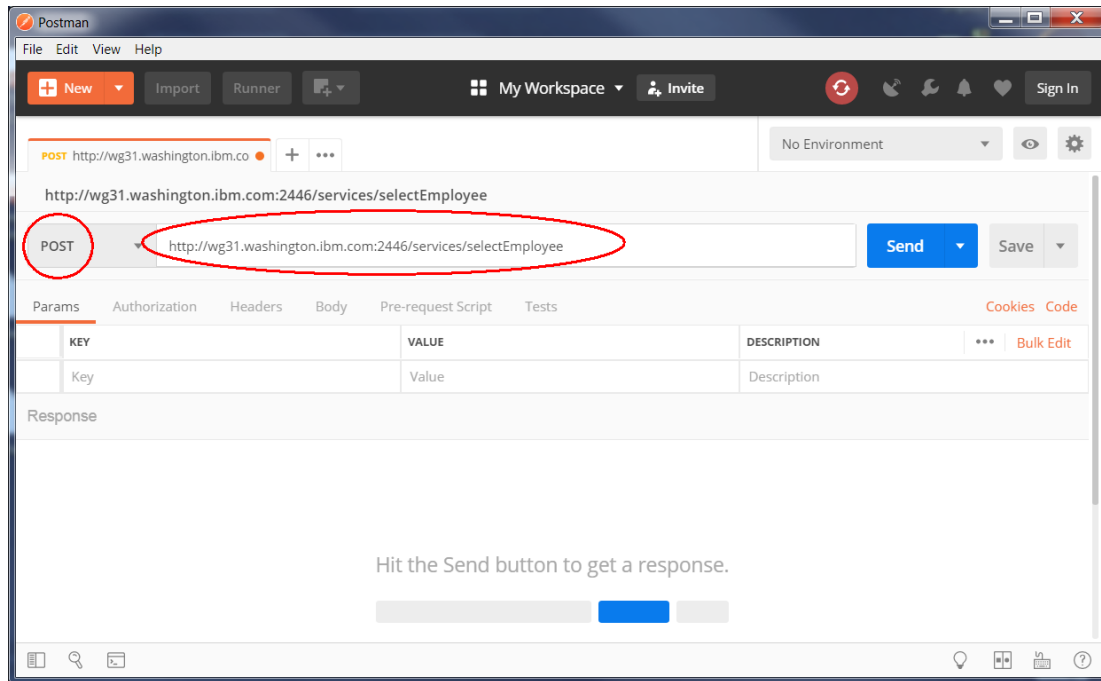 Postman
File Edit View Help
New Import Runner My Workspace Invite Sign In
POST http://wg31.washington.ibm.co No Environment
http://wg31.washington.ibm.com:2446/services/selectEmployee
POST http://wg31.washington.ibm.com:2446/services/selectEmployee Send Save
Params Authorization Headers Body Pre-request Script Tests Cookies Code
KEY VALUE DESCRIPTION Bulk Edit
Key Value Description
Response
Hit the Send button to get a response.